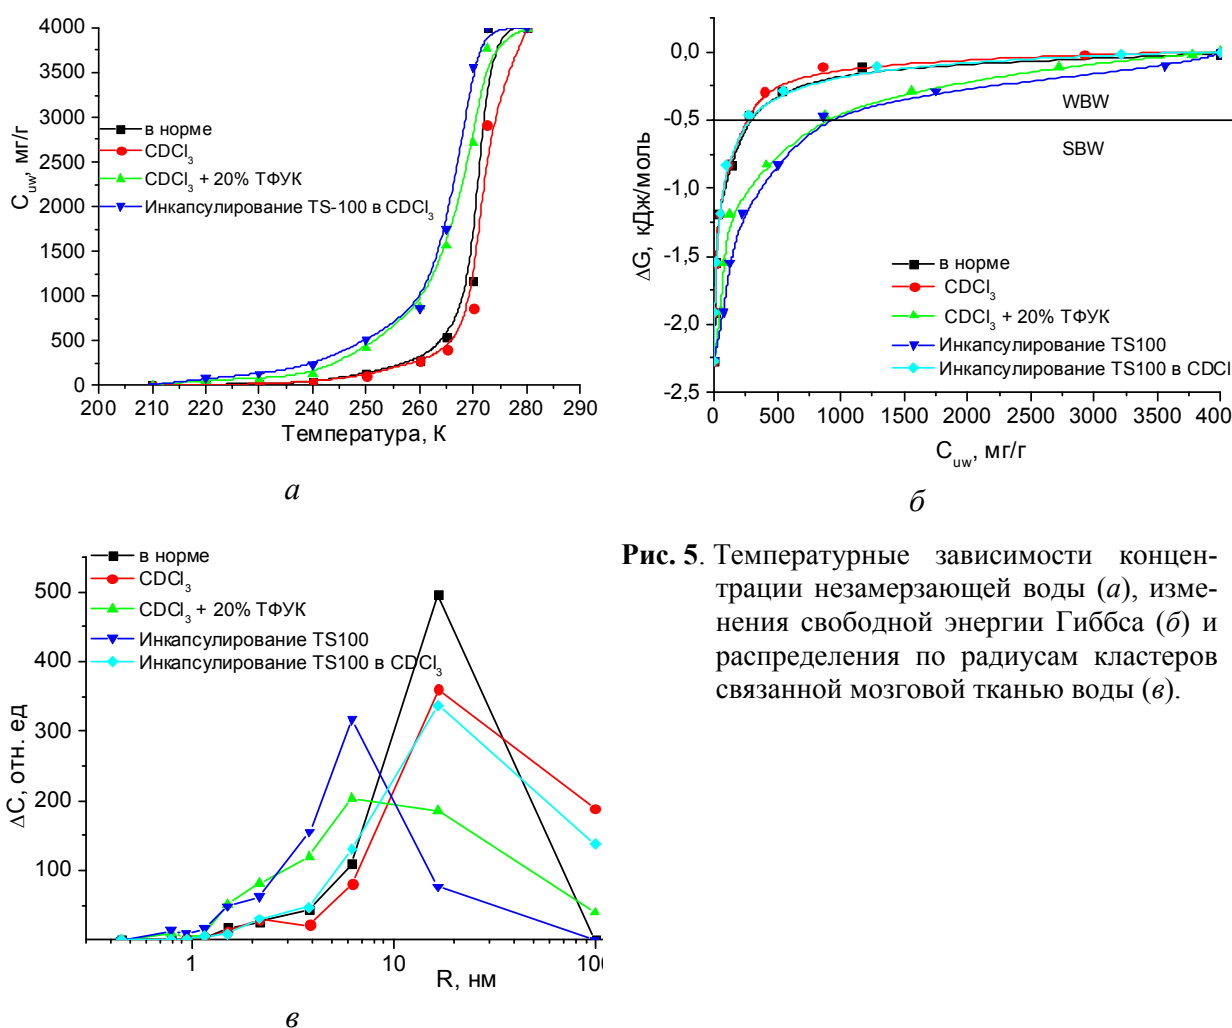 4000
3500
3000
2500
2000
1500
1000
500
0
C_uw, мг/г
в норме
CDCl₃
CDCl₃ + 20% ТФУК
Инкапсулирование TS-100 в CDCl₃
200 210 220 230 240 250 260 270 280 290
Температура, К
а
0,0
-0,5
-1,0
-1,5
-2,0
-2,5
ΔG, кДж/моль
WBW
SBW
в норме
CDCl₃
CDCl₃ + 20% ТФУК
Инкапсулирование TS100
Инкапсулирование TS100 в CDCl
0 500 1000 1500 2000 2500 3000 3500 400
C_uw, мг/г
б
в норме
CDCl₃
CDCl₃ + 20% ТФУК
Инкапсулирование TS100
Инкапсулирование TS100 в CDCl₃
500
400
300
200
100
ΔC, отн. ед
1 10 100
R, нм
в
Рис. 5. Температурные зависимости концен-
трации незамерзающей воды (а), изме-
нения свободной энергии Гиббса (б) и
распределения по радиусам кластеров
связанной мозговой тканью воды (в).